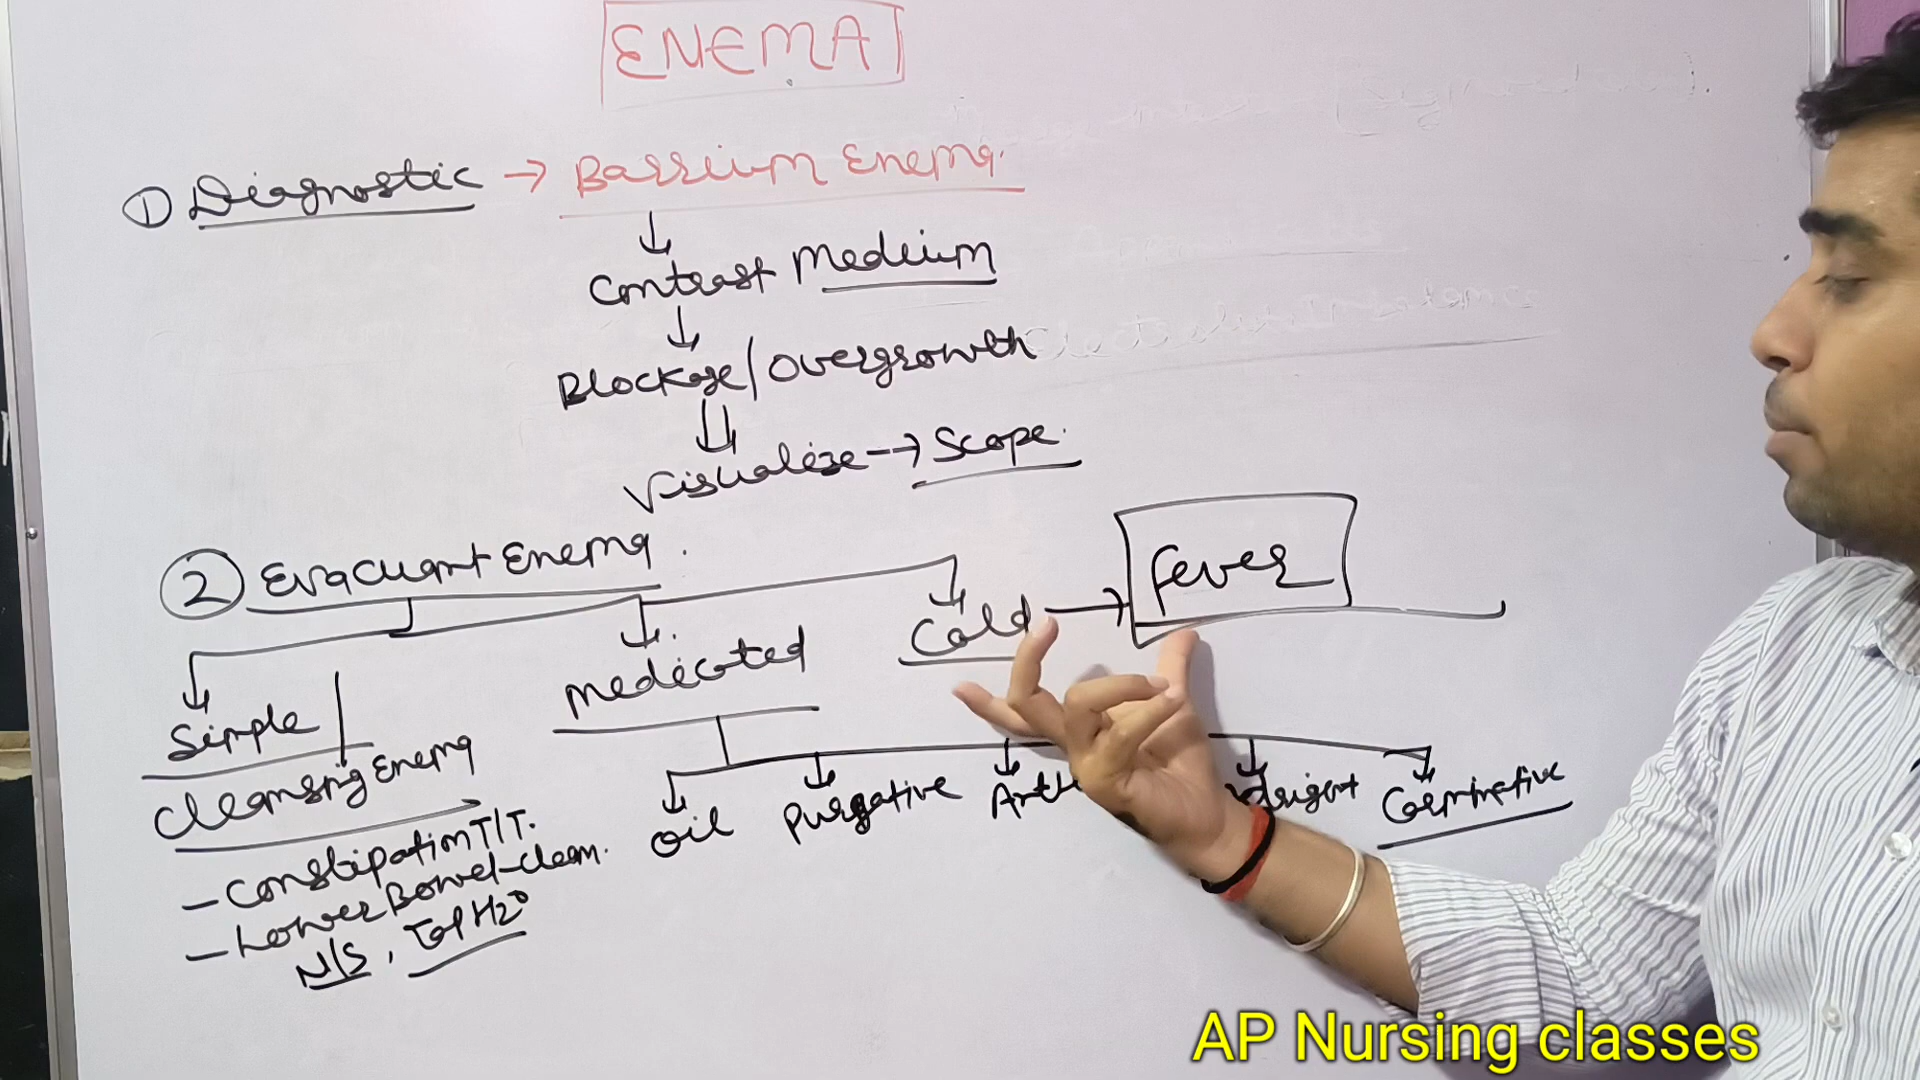 ENEMA
① Diagnostic → Barrium Enema.
Contrast Medium
Blockage/Overgrowth
Visualize → Scope.
② Evacuant Enema.
Simple
Cleansing Enema
Medicated
Cold → Fever
Oil Purgative Carminative
- Constipation T/T.
- Lower Bowel-clean.
N/S, Tap H2O
AP Nursing classes